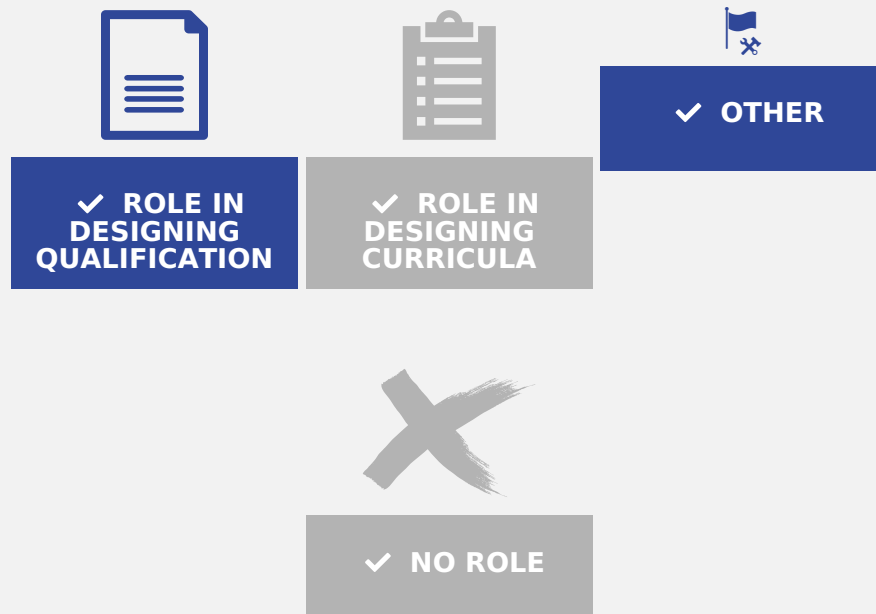 ✓ ROLE IN
DESIGNING
QUALIFICATION
✓ ROLE IN
DESIGNING
CURRICULA
✓ OTHER
✓ NO ROLE